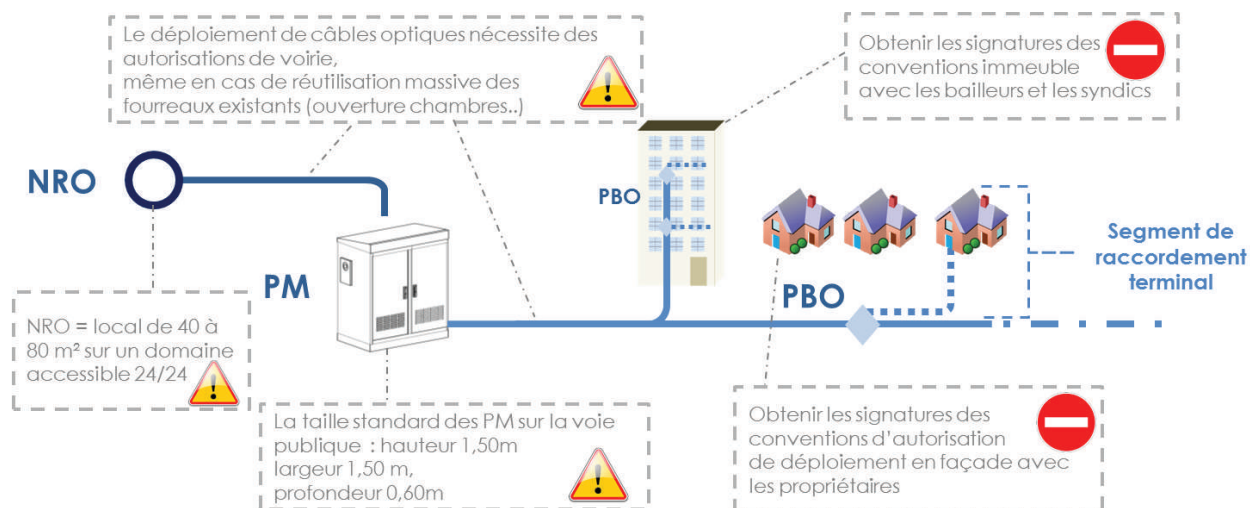 Le déploiement de câbles optiques nécessite des
autorisations de voirie,
même en cas de réutilisation massive des
fourreaux existants (ouverture chambres..)
Obtenir les signatures des
conventions immeuble
avec les bailleurs et les syndics
NRO
PBO
PM
PBO
Segment de
raccordement
terminal
NRO = local de 40 à
80 m² sur un domaine
accessible 24/24
La taille standard des PM sur la voie
publique : hauteur 1,50m
largeur 1,50 m,
profondeur 0,60m
Obtenir les signatures des
conventions d'autorisation
de déploiement en façade avec
les propriétaires